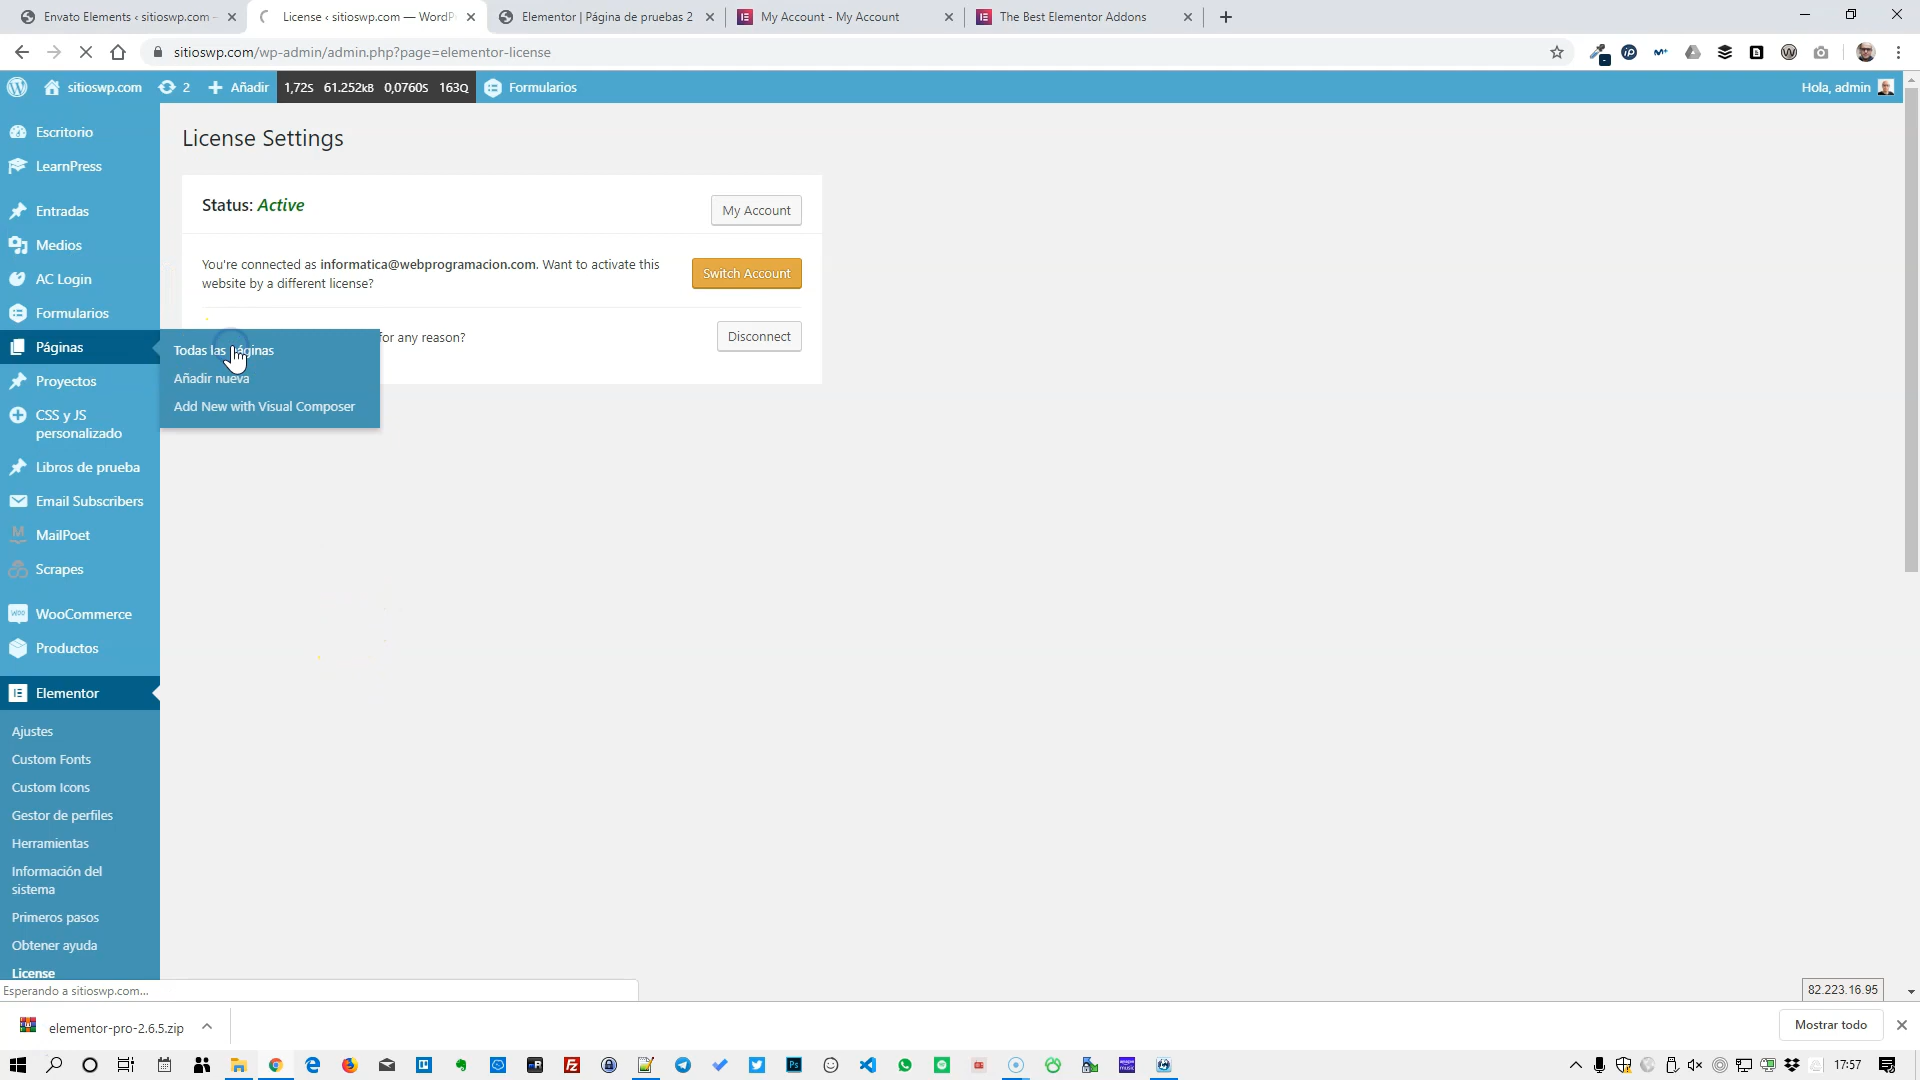 Envato Elements ‹ sitioswp.com —
License ‹ sitioswp.com — WordP
Elementor | Página de pruebas 2
My Account - My Account
The Best Elementor Addons
sitioswp.com/wp-admin/admin.php?page=elementor-license
sitioswp.com
2
Añadir
1,72S 61.252KB 0,0760S 163Q
Formularios
Hola, admin
Escritorio
LearnPress
Entradas
Medios
AC Login
Formularios
Páginas
Proyectos
CSS y JS
personalizado
Libros de prueba
Email Subscribers
MailPoet
Scrapes
WooCommerce
Productos
Elementor
Ajustes
Custom Fonts
Custom Icons
Gestor de perfiles
Herramientas
Información del
sistema
Primeros pasos
Obtener ayuda
License
Todas las páginas
Añadir nueva
Add New with Visual Composer
License Settings
Status: Active
My Account
You're connected as informatica@webprogramacion.com. Want to activate this
website by a different license?
Switch Account
for any reason?
Disconnect
Esperando a sitioswp.com...
82.223.16.95
elementor-pro-2.6.5.zip
Mostrar todo
17:57